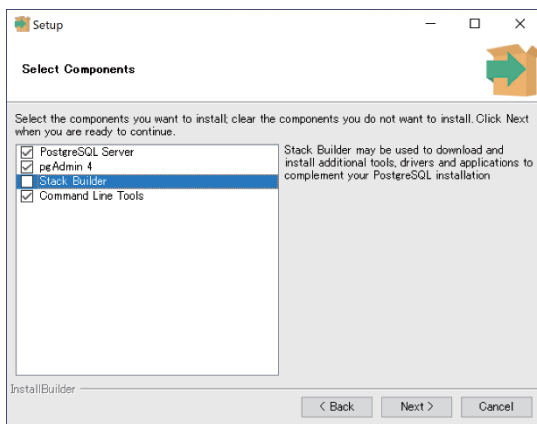 Setup
Select Components
Select the components you want to install; clear the components you do not want to install. Click Next
when you are ready to continue.
PostgreSQL Server
pgAdmin 4
Stack Builder
Command Line Tools
Stack Builder may be used to download and
install additional tools, drivers and applications to
complement your PostgreSQL installation
InstallBuilder
< Back
Next >
Cancel